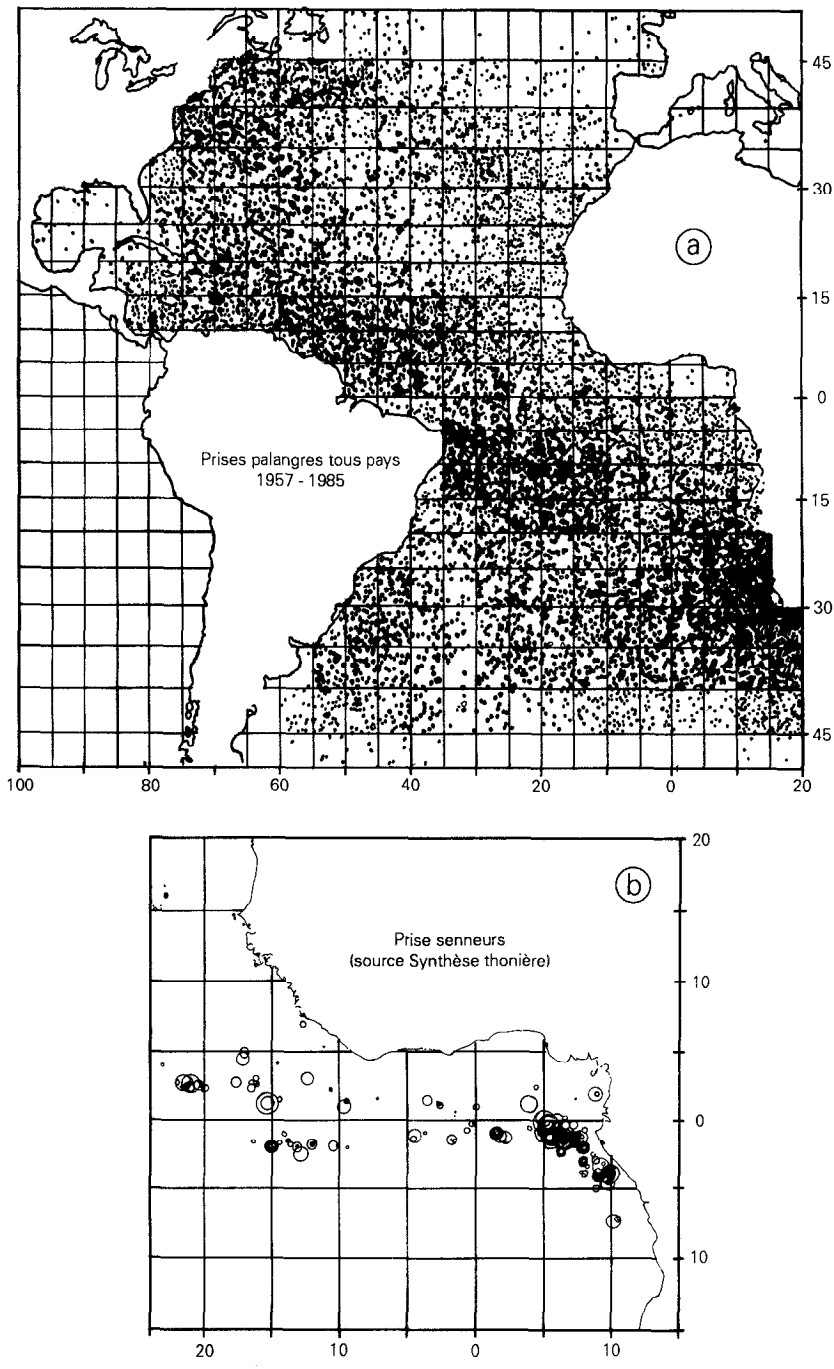 45
30
ⓐ
15
0
Prises palangres tous pays
1957 - 1985
15
30
45
100 80 60 40 20 0 20
20
ⓑ
Prise senneurs
(source Synthèse thonière)
10
0
10
20 10 0 10